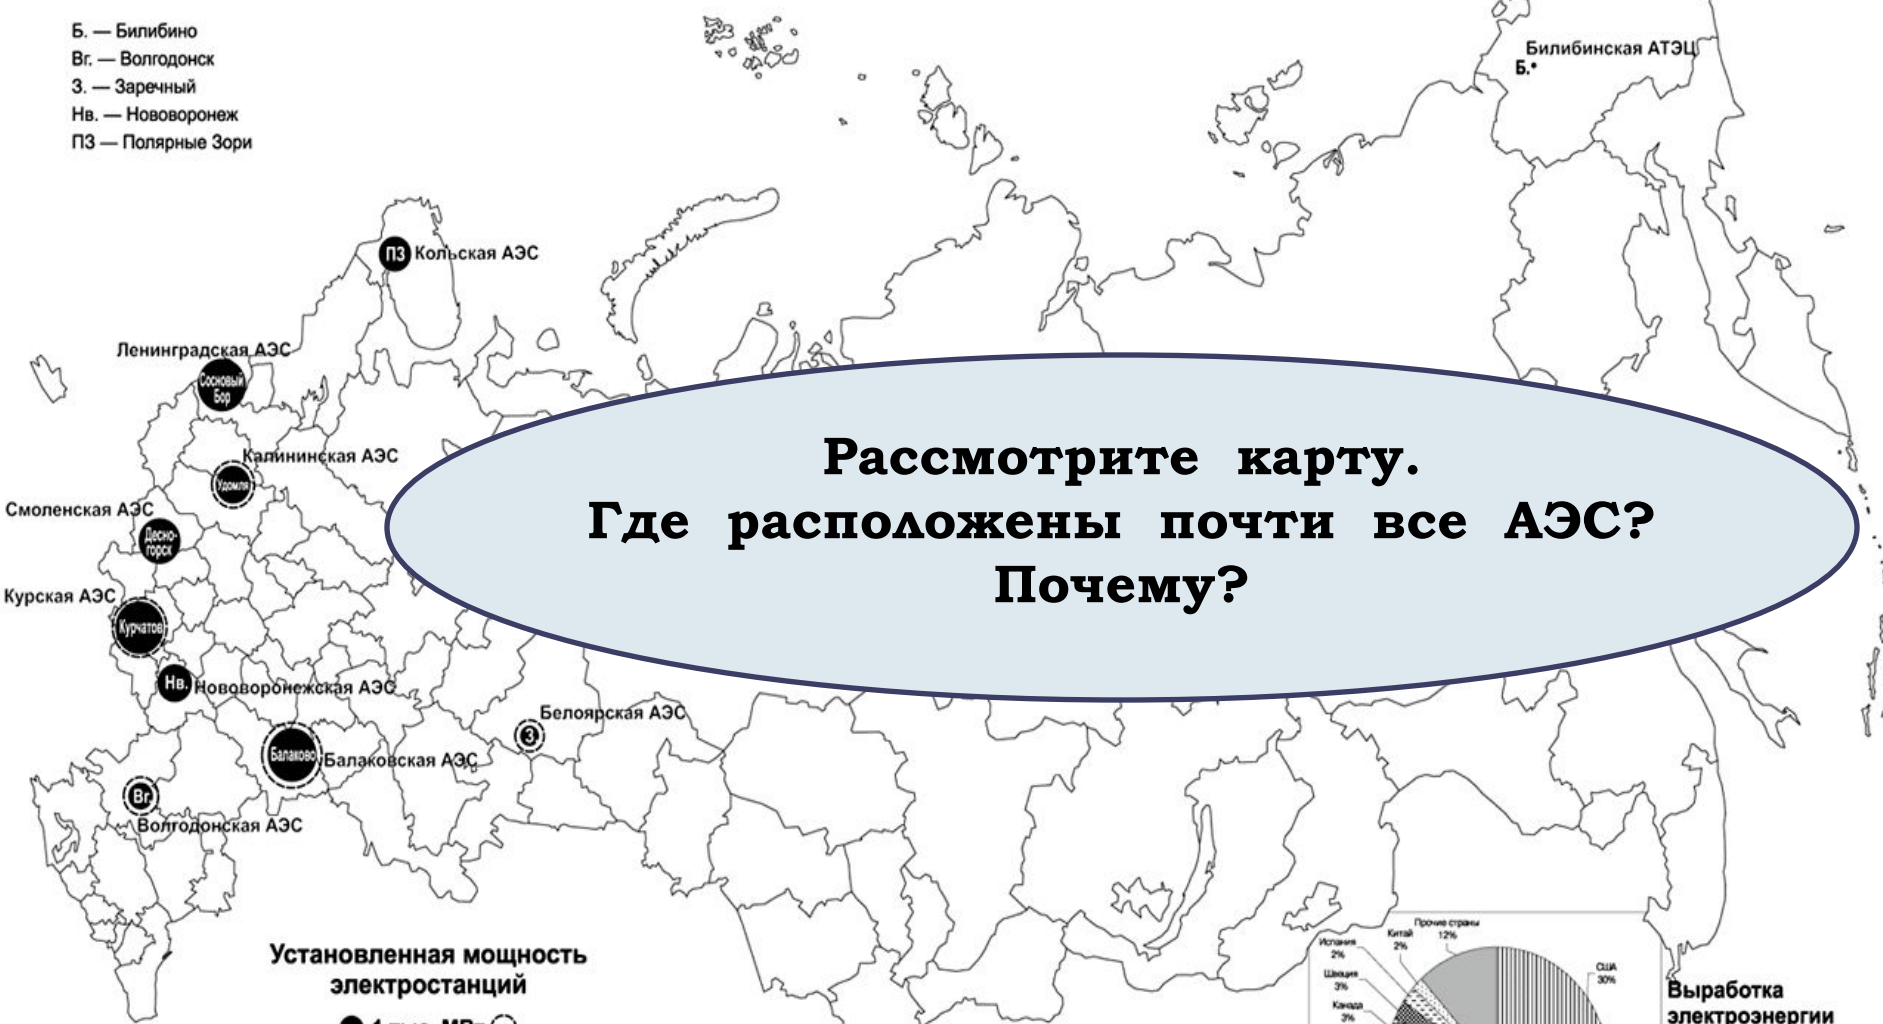 Б. — Билибино
Вг. — Волгодонск
З. — Заречный
Нв. — Нововоронеж
ПЗ — Полярные Зори
Билибинская АТЭЦ
Б.
ПЗ Кольская АЭС
Ленинградская АЭС
Сосновый
Бор
Калининская АЭС
Удомля
Смоленская АЭС
Десно-
горск
Курская АЭС
Курчатов
Нв. Нововоронежская АЭС
Белоярская АЭС
З
Балаково Балаковская АЭС
Вг
Волгодонская АЭС
Рассмотрите карту.
Где расположены почти все АЭС?
Почему?
Установленная мощность
электростанций
Прочие страны
12%
Китай
2%
Испания
2%
Швеция
3%
Канада
3%
США
30%
Выработка
электроэнергии